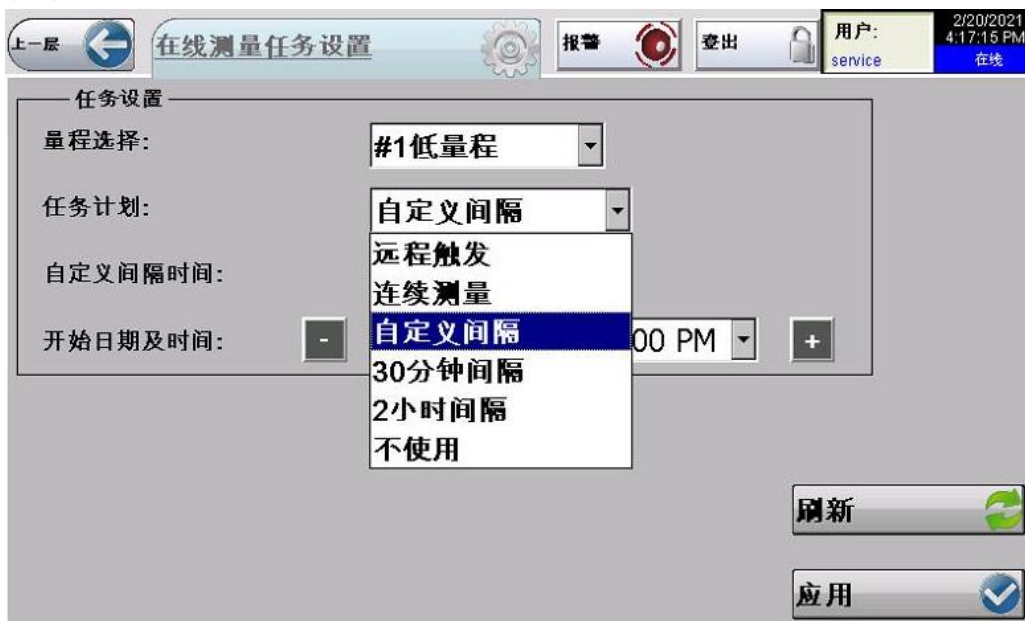 上一层
在线测量任务设置
报警
登出
用户:
service
2/20/2021
4:17:15 PM
在线
任务设置
量程选择:
#1低量程
任务计划:
自定义间隔
远程触发
连续测量
自定义间隔
30分钟间隔
2小时间隔
不使用
自定义间隔时间:
开始日期及时间:
-
00 PM
+
刷新
应用